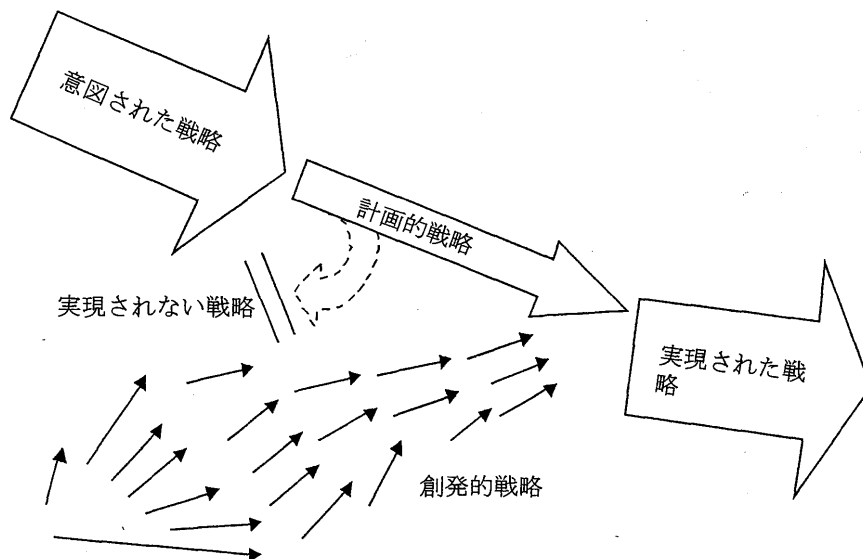 意図された戦略
計画的戦略
実現されない戦略
実現された戦
略
創発的戦略